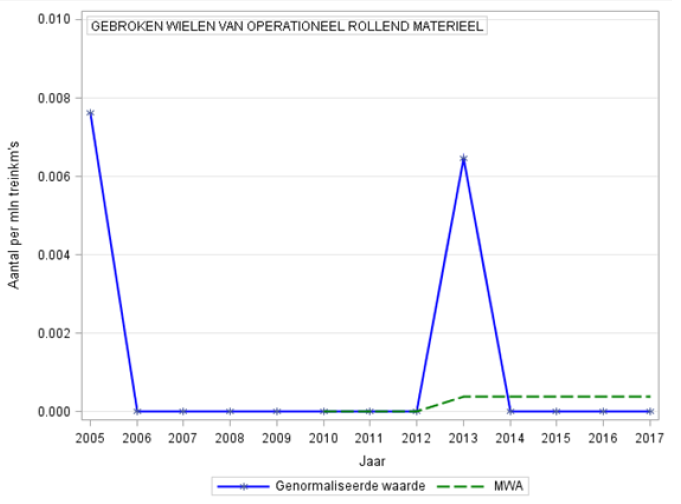 GEBROKEN WIELEN VAN OPERATIONEEL ROLLEND MATERIEEL
0.010
0.008
0.006
0.004
0.002
0.000
Aantal per mln treinkm's
2005 2006 2007 2008 2009 2010 2011 2012 2013 2014 2015 2016 2017
Jaar
Genormaliseerde waarde MWA